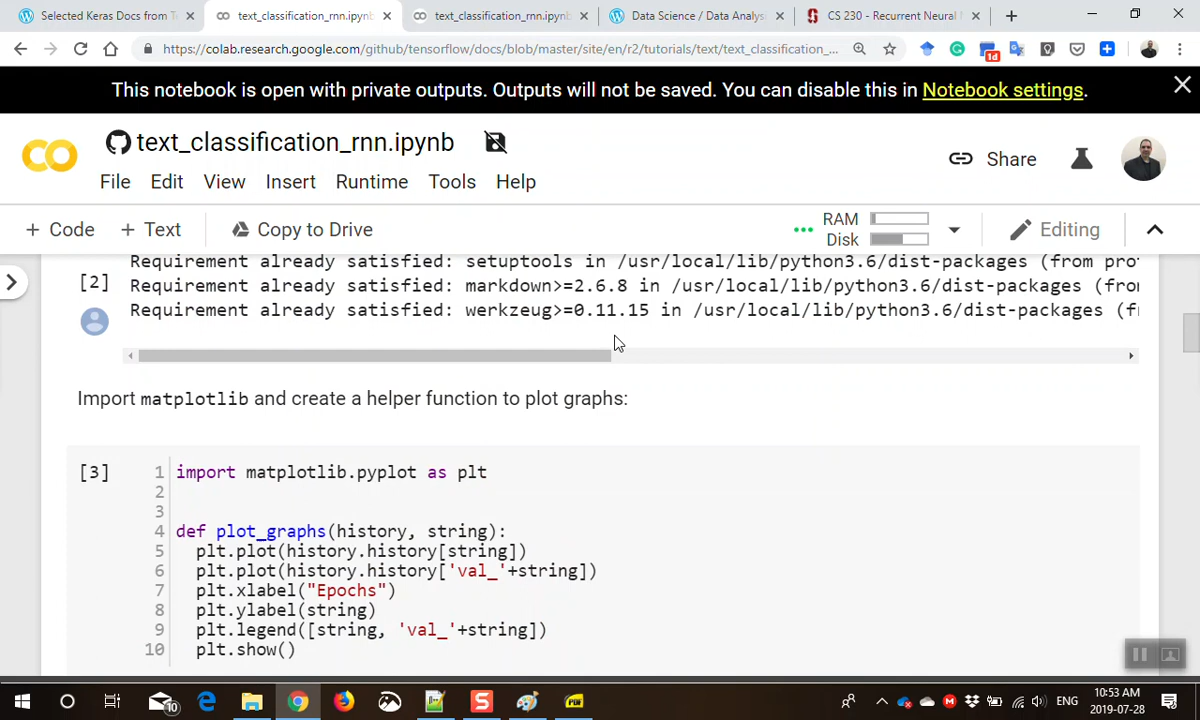 Selected Keras Docs from T
text_classification_rnn.ipynb
text_classification_rnn.ipynb
Data Science / Data Analys
CS 230 - Recurrent Neural
https://colab.research.google.com/github/tensorflow/docs/blob/master/site/en/r2/tutorials/text/text_classification_...
1d
This notebook is open with private outputs. Outputs will not be saved. You can disable this in Notebook settings.
text_classification_rnn.ipynb
Share
File Edit View Insert Runtime Tools Help
+ Code + Text Copy to Drive
RAM
Disk
Editing
Requirement already satisfied: setuptools in /usr/local/lib/python3.6/dist-packages (from pro
[2]
Requirement already satisfied: markdown>=2.6.8 in /usr/local/lib/python3.6/dist-packages (fro
Requirement already satisfied: werkzeug>=0.11.15 in /usr/local/lib/python3.6/dist-packages (f
Import matplotlib and create a helper function to plot graphs:
[3]
1 import matplotlib.pyplot as plt
2
3
4 def plot_graphs(history, string):
5 plt.plot(history.history[string])
6 plt.plot(history.history['val_'+string])
7 plt.xlabel("Epochs")
8 plt.ylabel(string)
9 plt.legend([string, 'val_'+string])
10 plt.show()
10
PDF
ENG
10:53 AM
2019-07-28